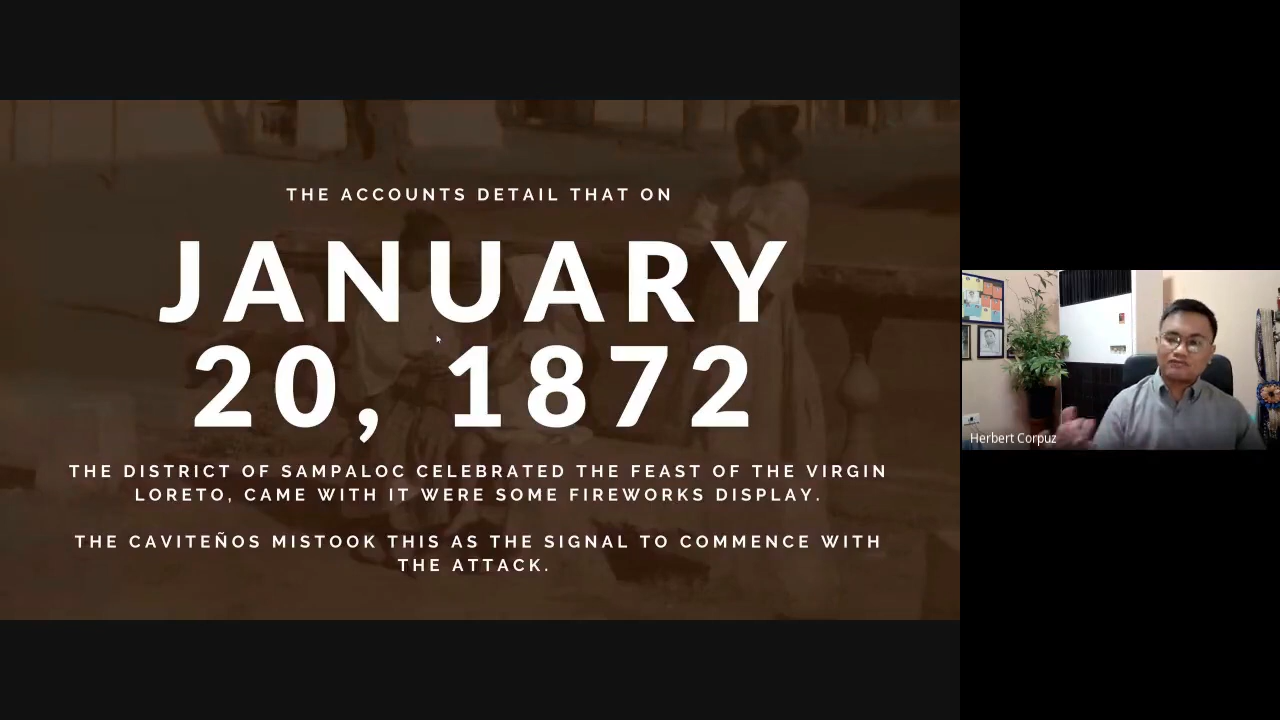 THE ACCOUNTS DETAIL THAT ON
JANUARY
20, 1872
THE DISTRICT OF SAMPALOC CELEBRATED THE FEAST OF THE VIRGIN
LORETO, CAME WITH IT WERE SOME FIREWORKS DISPLAY.
THE CAVITEÑOS MISTOOK THIS AS THE SIGNAL TO COMMENCE WITH
THE ATTACK.
Herbert Corpuz